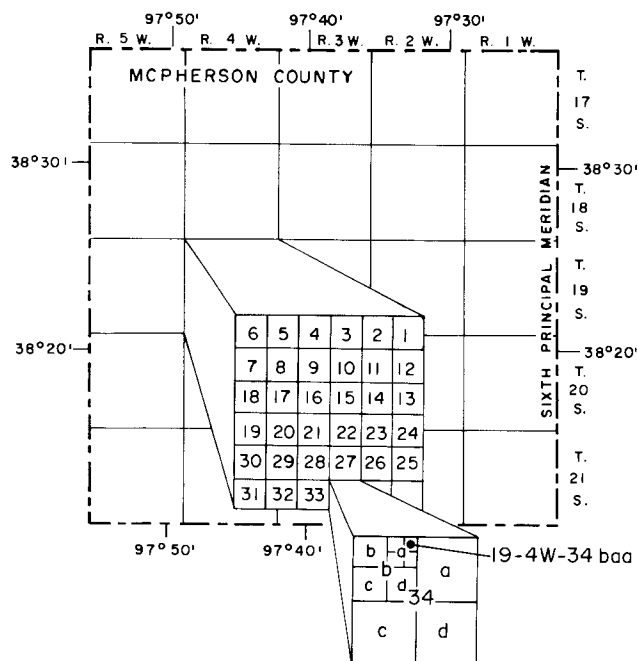 97°50' 97°40' 97°30'
R. 5 W. R. 4 W. R. 3 W. R. 2 W. R. 1 W.
MCPHERSON COUNTY
T.
17
S.
38°30' 38°30'
T.
18
S.
SIXTH PRINCIPAL MERIDIAN
T.
19
S.
38°20' 38°20'
T.
20
S.
T.
21
S.
6 5 4 3 2 1
7 8 9 10 11 12
18 17 16 15 14 13
19 20 21 22 23 24
30 29 28 27 26 25
31 32 33
97°50' 97°40' 97°30'
b a 19-4W-34 baa
b a
c d
34
c d